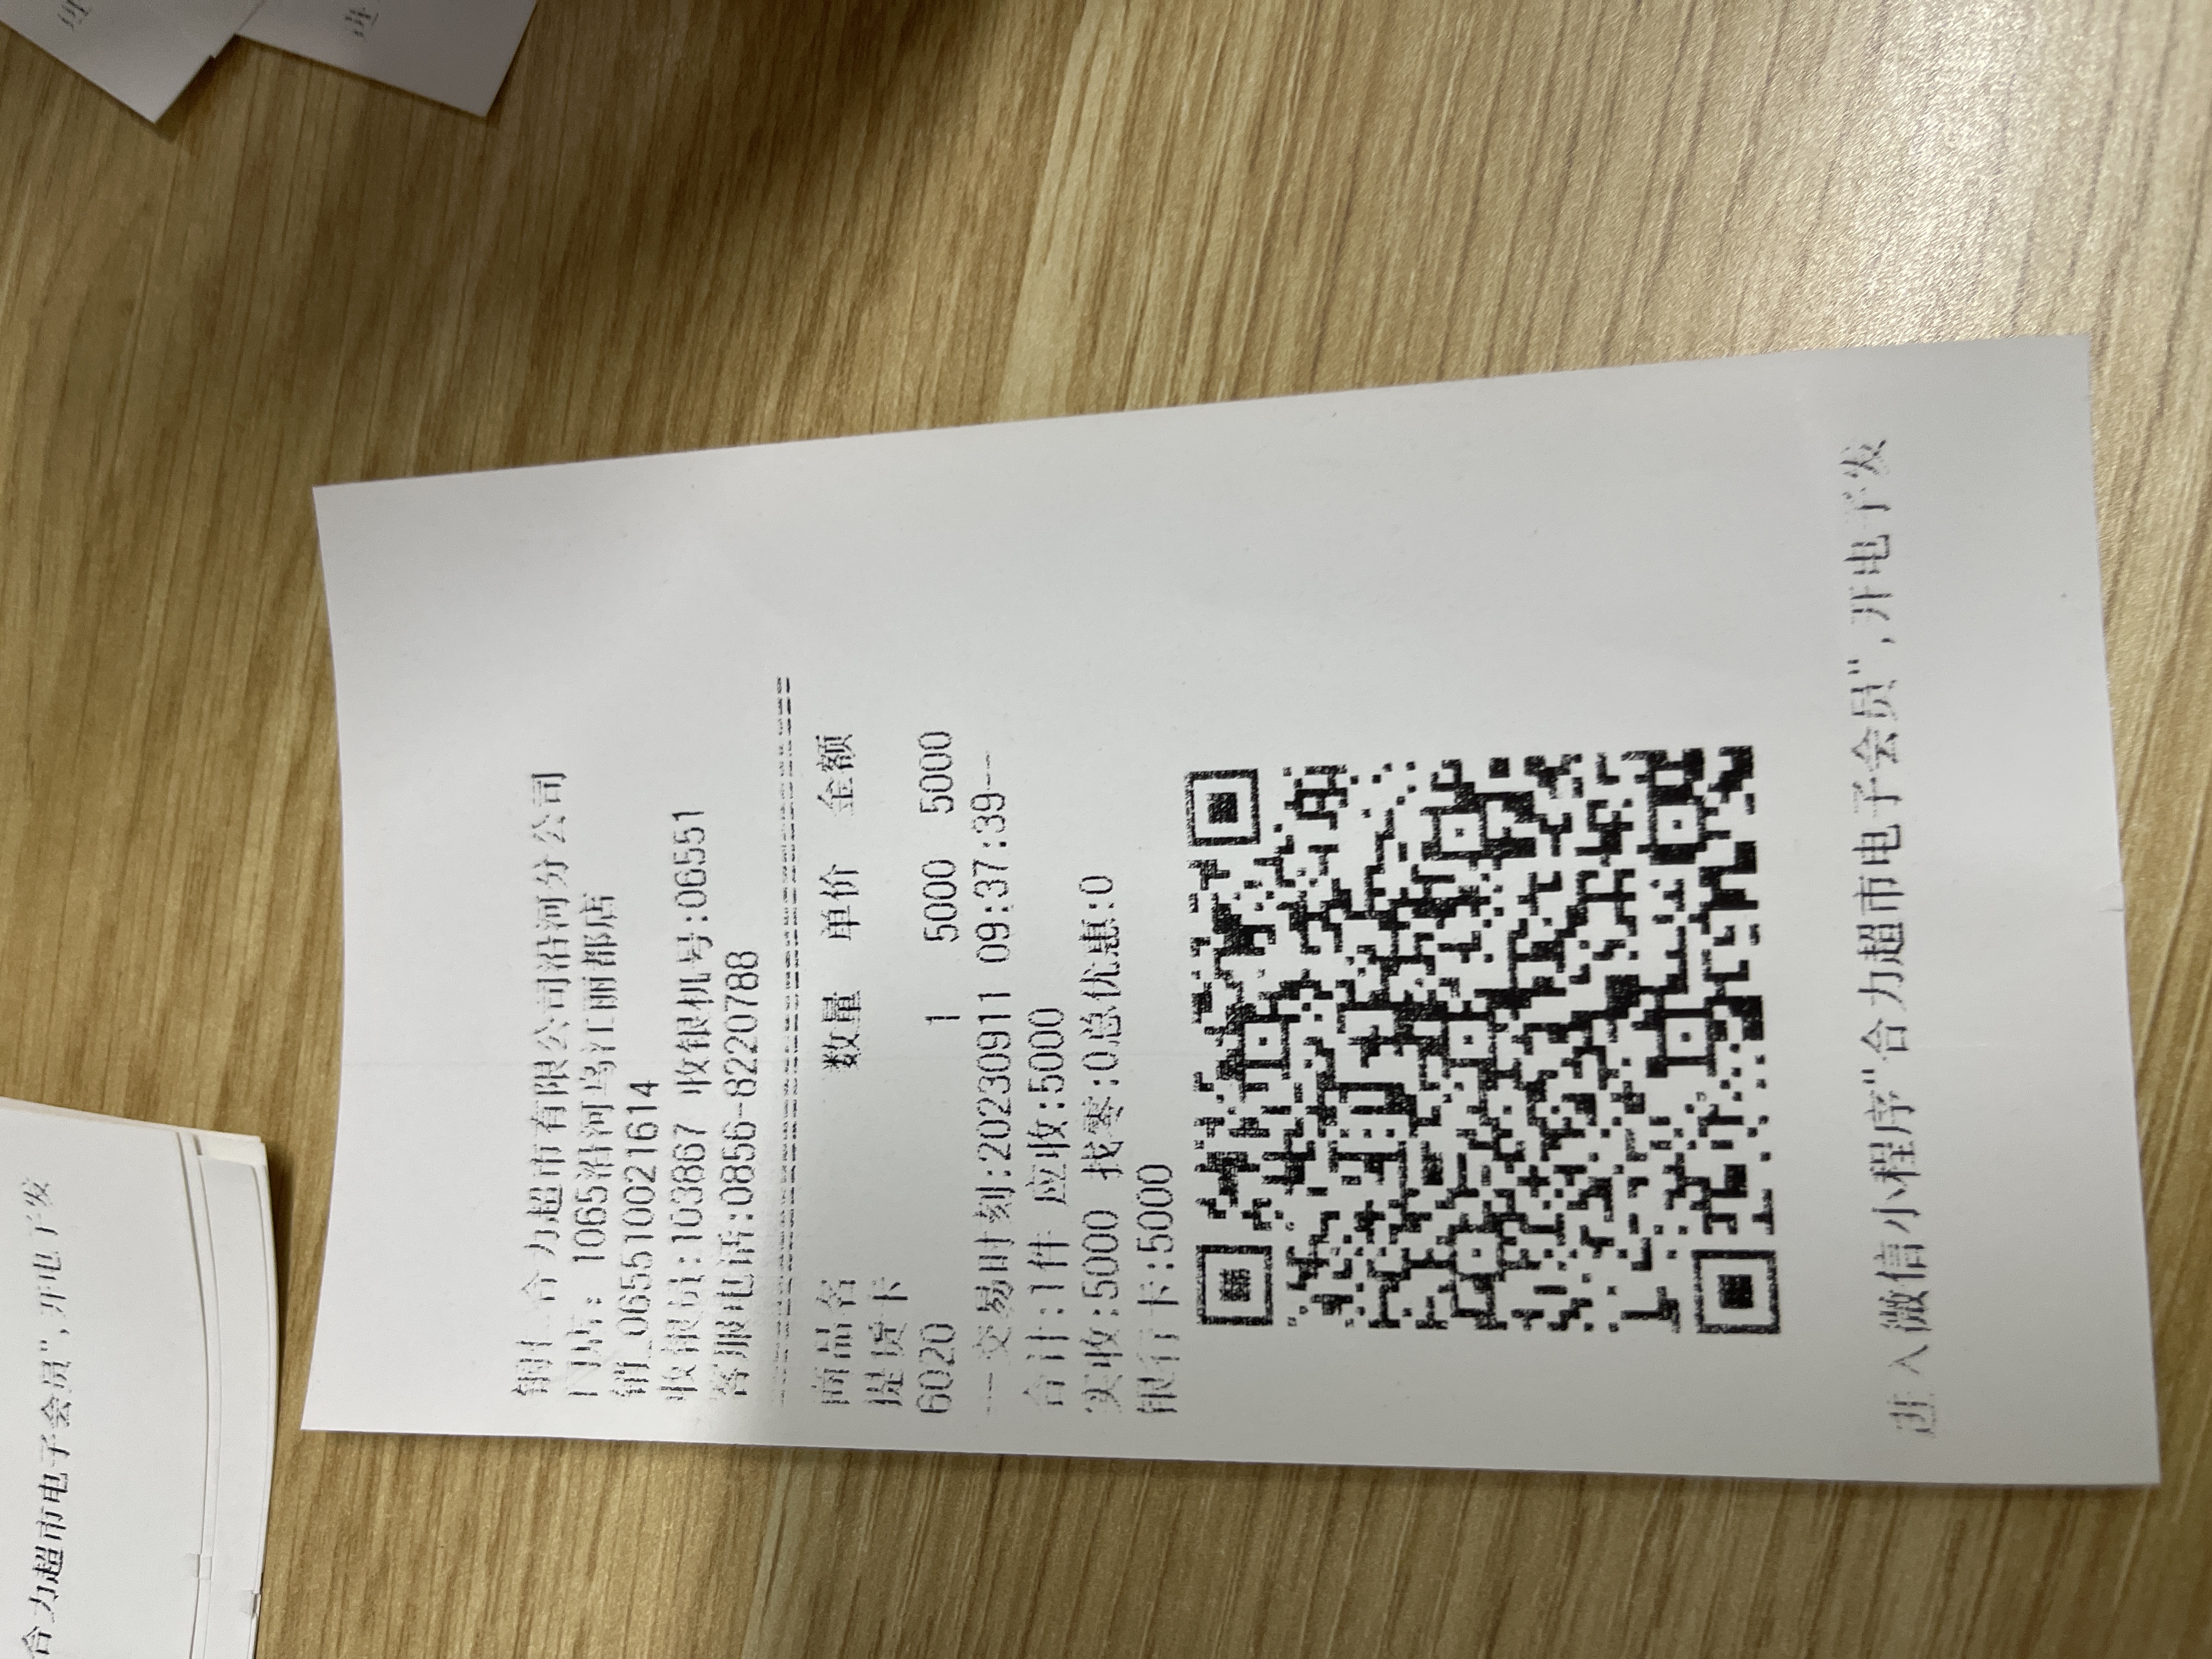 铜仁合力超市有限公司沿河分公司
门店: 1065沿河乌江丽都店
销_065510021614
收银员:103867 收银机号:06551
客服电话:0856-8220788
商品名 数量 单价 金额
提货卡
6020 1 5000 5000
--交易时刻:20230911 09:37:39--
合计:1件 应收:5000
实收:5000 找零:0总优惠:0
银行卡:5000
进入微信小程序"合力超市电子会员",开电子发
合力超市电子会员",开电子发
进
进